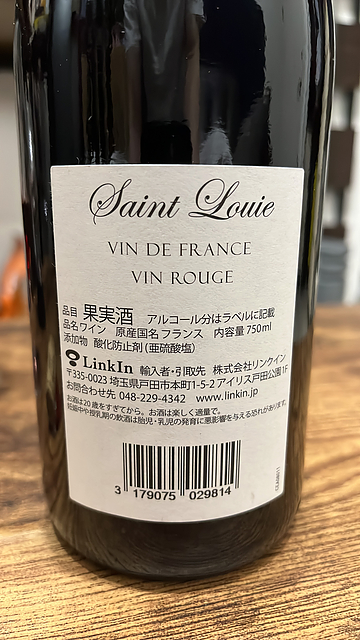 Saint Louie
VIN DE FRANCE
VIN ROUGE
品目 果実酒 アルコール分はラベルに記載
品名 ワイン 原産国名 フランス 内容量 750ml
添加物 酸化防止剤(亜硫酸塩)
LinkIn 輸入者・引取先 株式会社リンクイン
〒335-0023 埼玉県戸田市本町1-5-2 アイリス戸田公園1F
お問合わせ先 048-229-4342 www.linkin.jp
お酒は20歳をすぎてから。お酒は楽しく適量で。
妊娠中や授乳期の飲酒は胎児・乳児の発育に悪影響を与える恐れがあります。
3 179075 029814